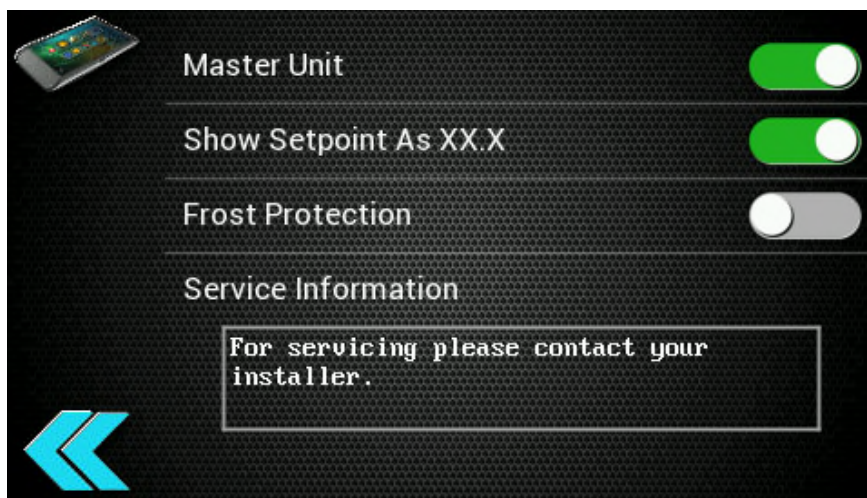 Master Unit
Show Setpoint As XX.X
Frost Protection
Service Information
For servicing please contact your
installer.